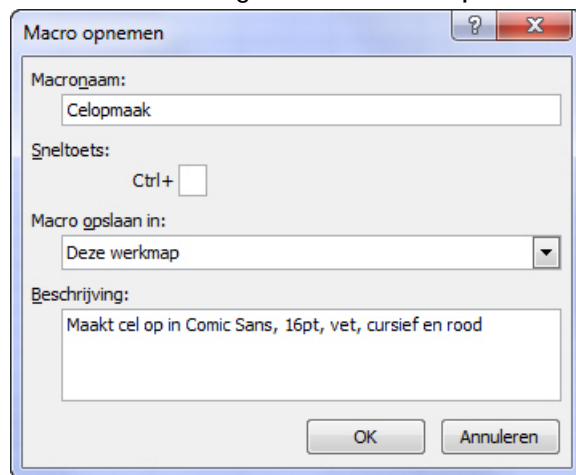 Macro opnemen
Macronaam:
Celopmaak
Sneltoets:
Ctrl+
Macro opslaan in:
Deze werkmap
Beschrijving:
Maakt cel op in Comic Sans, 16pt, vet, cursief en rood
OK Annuleren